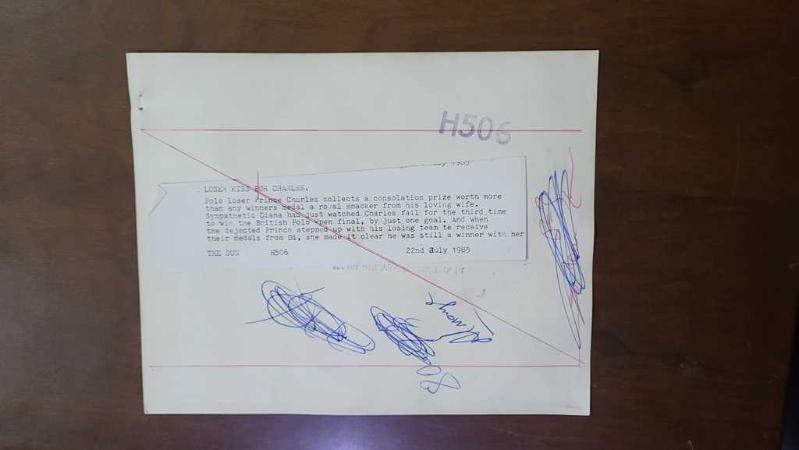 H506
LOSER KISS FOR CHARLES.
Polo loser Prince Charles collects a consolation prize worth more
than any winners medal a royal smacker from his loving wife.
Sympathetic Diana had just watched Charles fail for the third time
to win the British Polo Open final, by just one goal. And when
the dejected Prince stepped up with his losing team to receive
their medals from Di, she made it clear he was still a winner with her
THE SUN H506 22nd July 1985
80